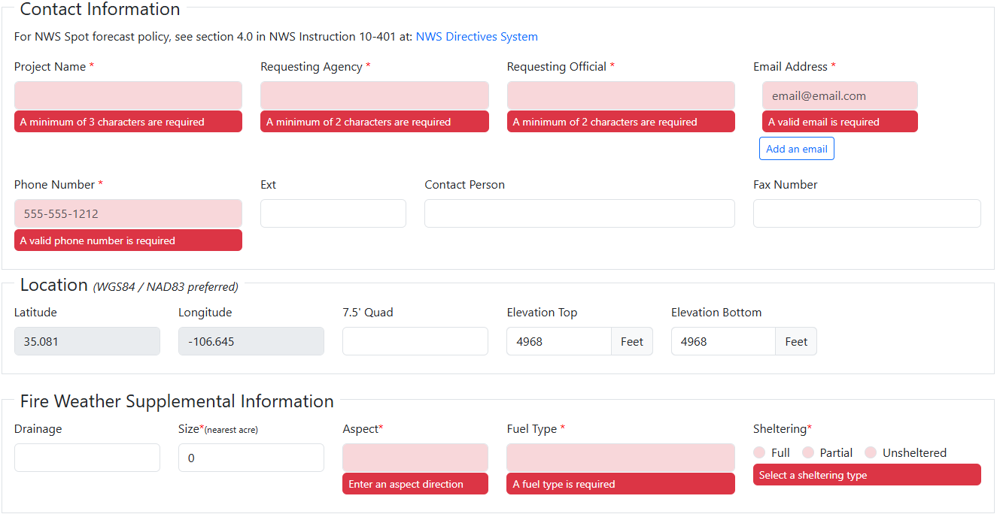 Contact Information
For NWS Spot forecast policy, see section 4.0 in NWS Instruction 10-401 at: NWS Directives System
Project Name * Requesting Agency * Requesting Official * Email Address *
email@email.com
A minimum of 3 characters are required A minimum of 2 characters are required A minimum of 2 characters are required A valid email is required
Add an email
Phone Number * Ext Contact Person Fax Number
555-555-1212
A valid phone number is required
Location (WGS84 / NAD83 preferred)
Latitude Longitude 7.5' Quad Elevation Top Elevation Bottom
35.081 -106.645 4968 Feet 4968 Feet
Fire Weather Supplemental Information
Drainage Size*(nearest acre) Aspect* Fuel Type * Sheltering*
0 Full Partial Unsheltered
Enter an aspect direction A fuel type is required Select a sheltering type